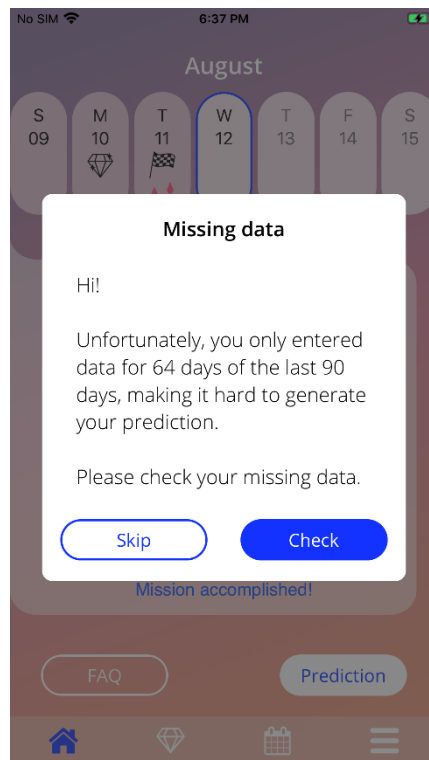 No SIM 6:37 PM
August
S M T W T F S
09 10 11 12 13 14 15
Missing data
Hi!
Unfortunately, you only entered
data for 64 days of the last 90
days, making it hard to generate
your prediction.
Please check your missing data.
Skip Check
Mission accomplished!
FAQ Prediction